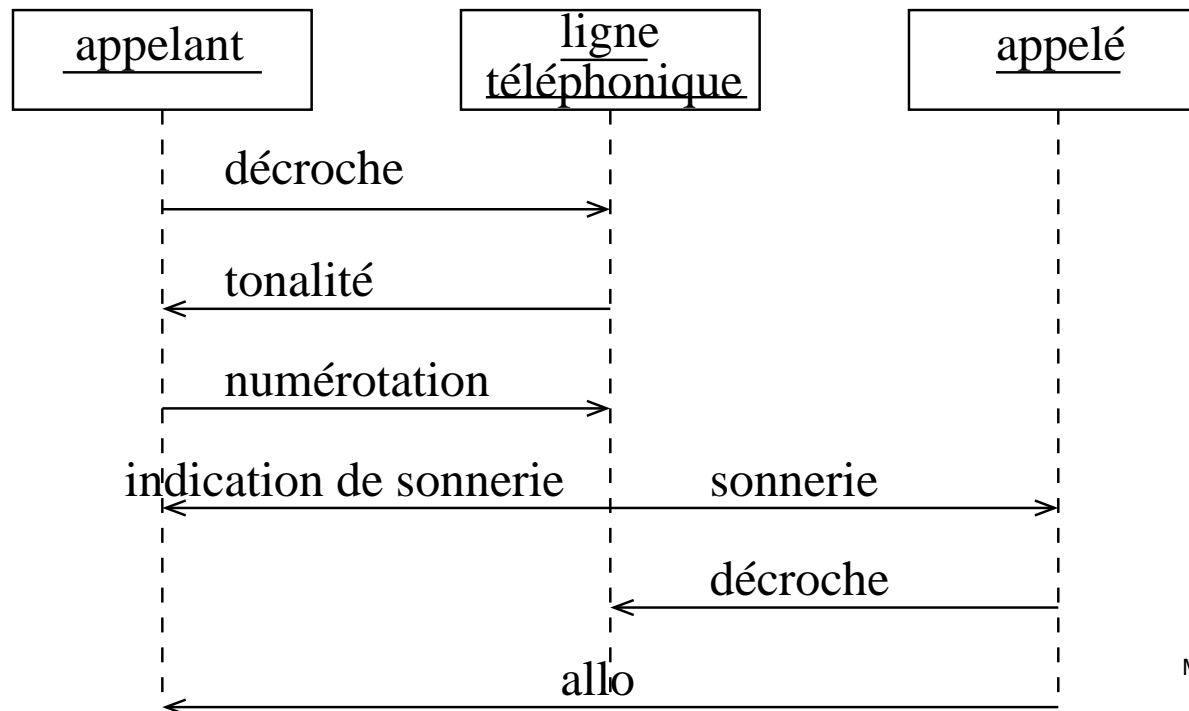 appelant
ligne
téléphonique
appelé
décroche
tonalité
numérotation
indication de sonnerie
sonnerie
décroche
allo
M